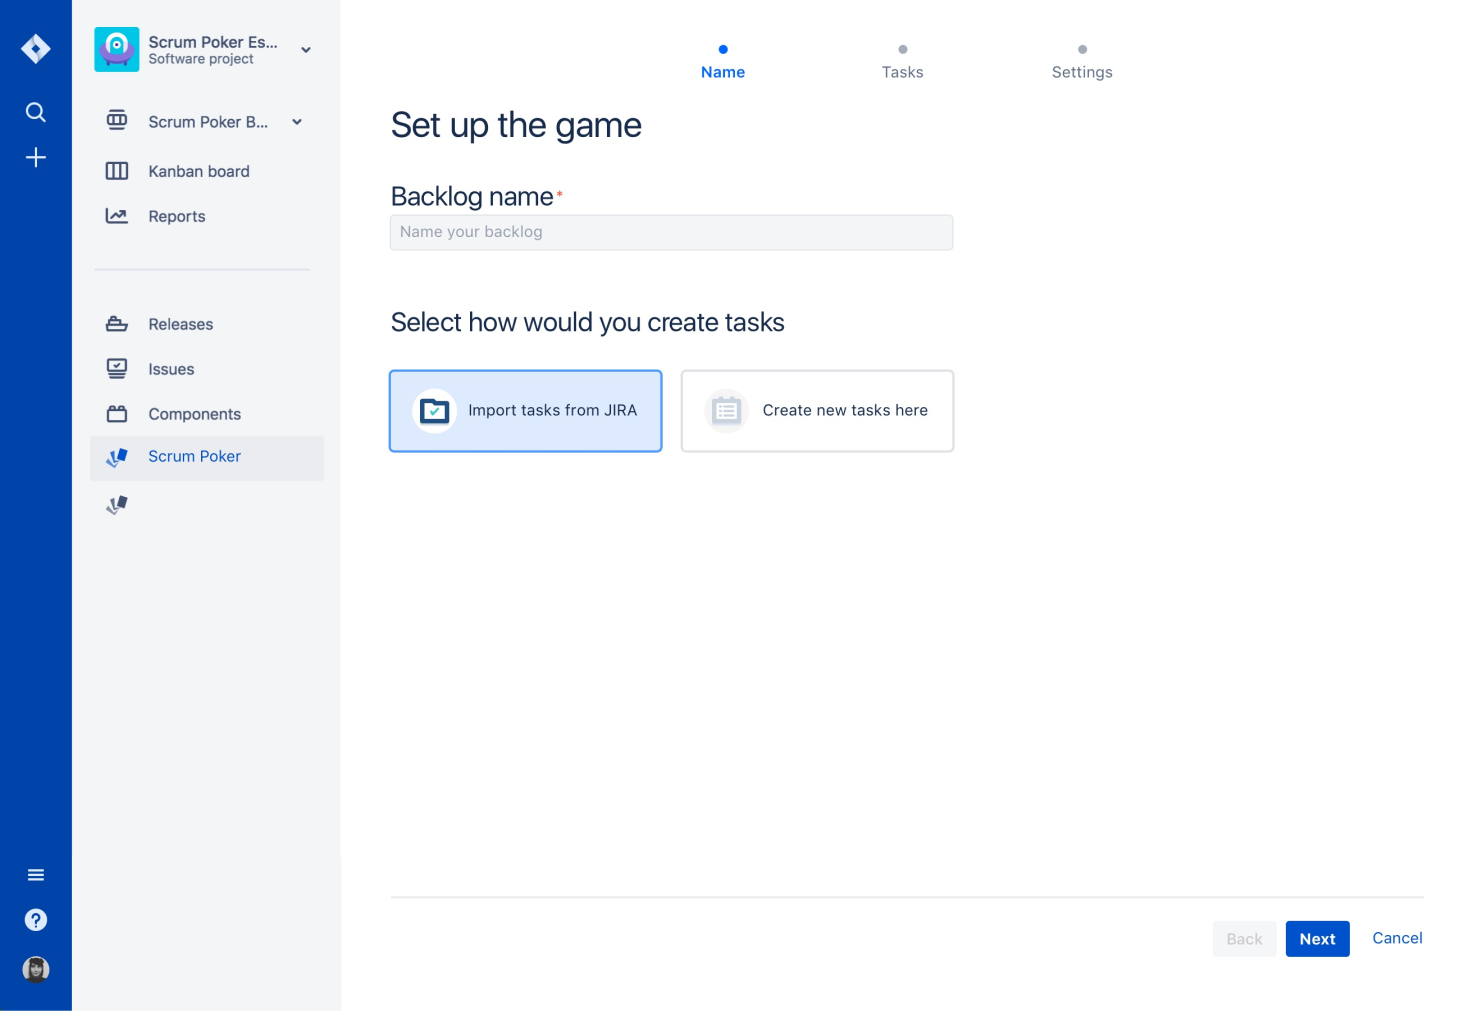 Scrum Poker Es...
Software project
Scrum Poker B...
Kanban board
Reports
Releases
Issues
Components
Scrum Poker
Name
Tasks
Settings
Set up the game
Backlog name*
Name your backlog
Select how would you create tasks
Import tasks from JIRA
Create new tasks here
Back
Next
Cancel